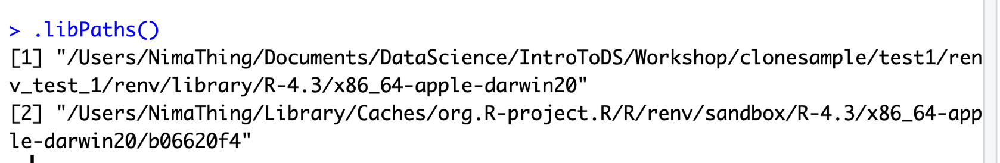 > .libPaths()
[1] "/Users/NimaThing/Documents/DataScience/IntroToDS/Workshop/clonesample/test1/ren
v_test_1/renv/library/R-4.3/x86_64-apple-darwin20"
[2] "/Users/NimaThing/Library/Caches/org.R-project.R/R/renv/sandbox/R-4.3/x86_64-app
le-darwin20/b06620f4"